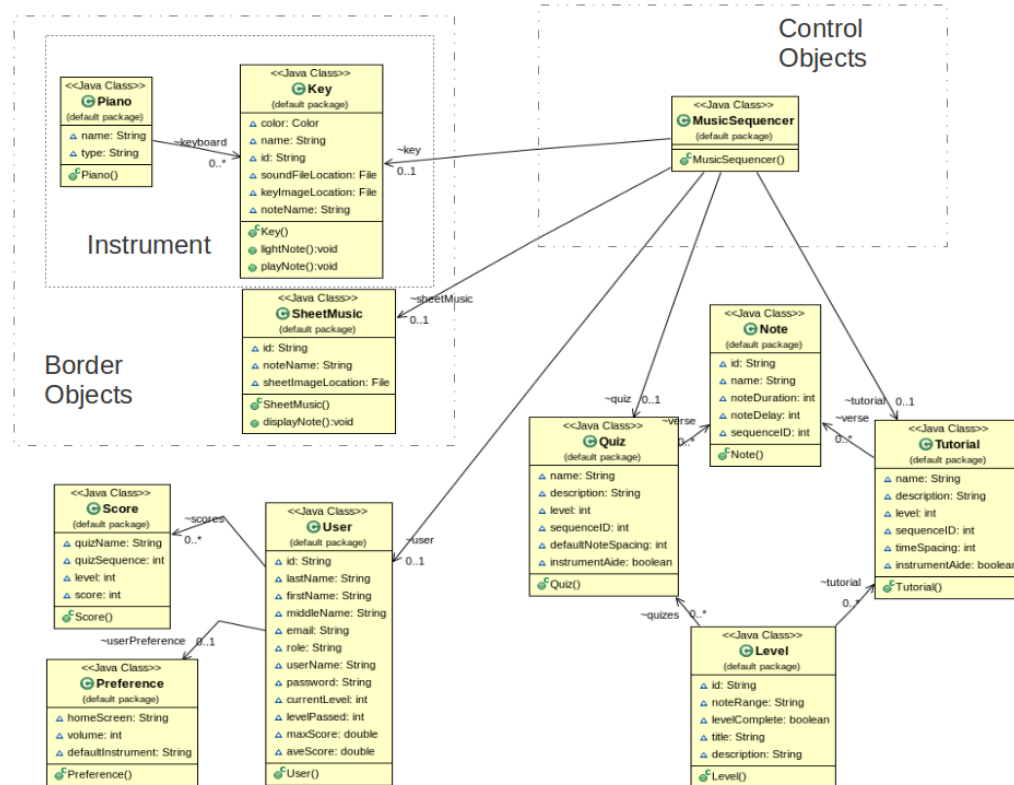 Control
Objects
<<Java Class>>
Piano
(default package)
name: String
type: String
Piano()
~keyboard
0..*
<<Java Class>>
Key
(default package)
color: Color
name: String
id: String
soundFileLocation: File
keyImageLocation: File
noteName: String
Key()
lightNote():void
playNote():void
Instrument
~key
0..1
<<Java Class>>
MusicSequencer
(default package)
MusicSequencer()
<<Java Class>>
SheetMusic
(default package)
id: String
noteName: String
sheetImageLocation: File
SheetMusic()
displayNote():void
~sheetMusic
0..1
Border
Objects
<<Java Class>>
Note
(default package)
id: String
name: String
noteDuration: int
noteDelay: int
sequenceID: int
Note()
~quiz
0..1
~verse
0..*
~tutorial
0..1
~verse
0..*
<<Java Class>>
Quiz
(default package)
name: String
description: String
level: int
sequenceID: int
defaultNoteSpacing: int
instrumentAide: boolean
Quiz()
<<Java Class>>
Tutorial
(default package)
name: String
description: String
level: int
sequenceID: int
timeSpacing: int
instrumentAide: boolean
Tutorial()
<<Java Class>>
Score
(default package)
quizName: String
quizSequence: int
level: int
score: int
Score()
~scores
0..*
<<Java Class>>
User
(default package)
id: String
lastName: String
firstName: String
middleName: String
email: String
role: String
userName: String
password: String
currentLevel: int
levelPassed: int
maxScore: double
aveScore: double
User()
~user
0..1
~userPreference
0..1
<<Java Class>>
Preference
(default package)
homeScreen: String
volume: int
defaultInstrument: String
Preference()
~quizes
0..*
~tutorial
0..*
<<Java Class>>
Level
(default package)
id: String
noteRange: String
levelComplete: boolean
title: String
description: String
Level()